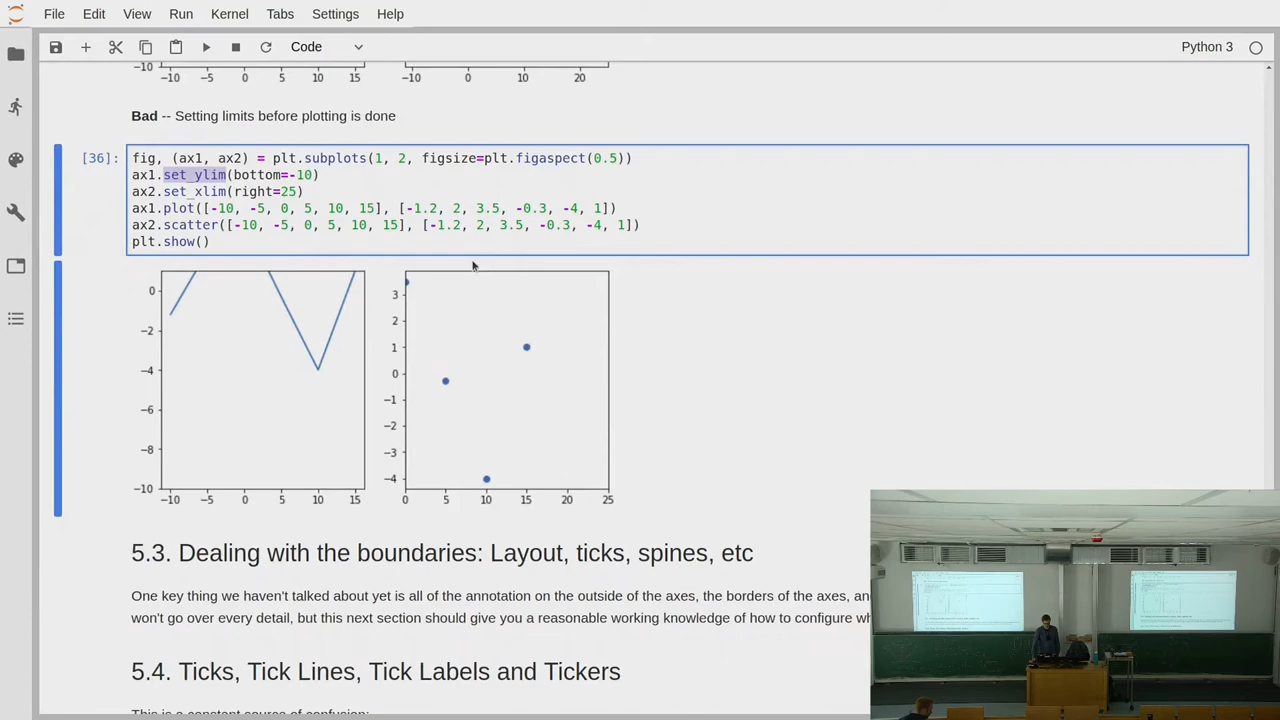 File Edit View Run Kernel Tabs Settings Help
Code Python 3
-10
-10 -5 0 5 10 15 -10 0 10 20
Bad -- Setting limits before plotting is done
[36]: fig, (ax1, ax2) = plt.subplots(1, 2, figsize=plt.figaspect(0.5))
ax1.set_ylim(bottom=-10)
ax2.set_xlim(right=25)
ax1.plot([-10, -5, 0, 5, 10, 15], [-1.2, 2, 3.5, -0.3, -4, 1])
ax2.scatter([-10, -5, 0, 5, 10, 15], [-1.2, 2, 3.5, -0.3, -4, 1])
plt.show()
0
-2
-4
-6
-8
-10
-10 -5 0 5 10 15
3
2
1
0
-1
-2
-3
-4
0 5 10 15 20 25
5.3. Dealing with the boundaries: Layout, ticks, spines, etc
One key thing we haven't talked about yet is all of the annotation on the outside of the axes, the borders of the axes,
won't go over every detail, but this next section should give you a reasonable working knowledge of how to configure
5.4. Ticks, Tick Lines, Tick Labels and Tickers
This is a constant source of confusion: